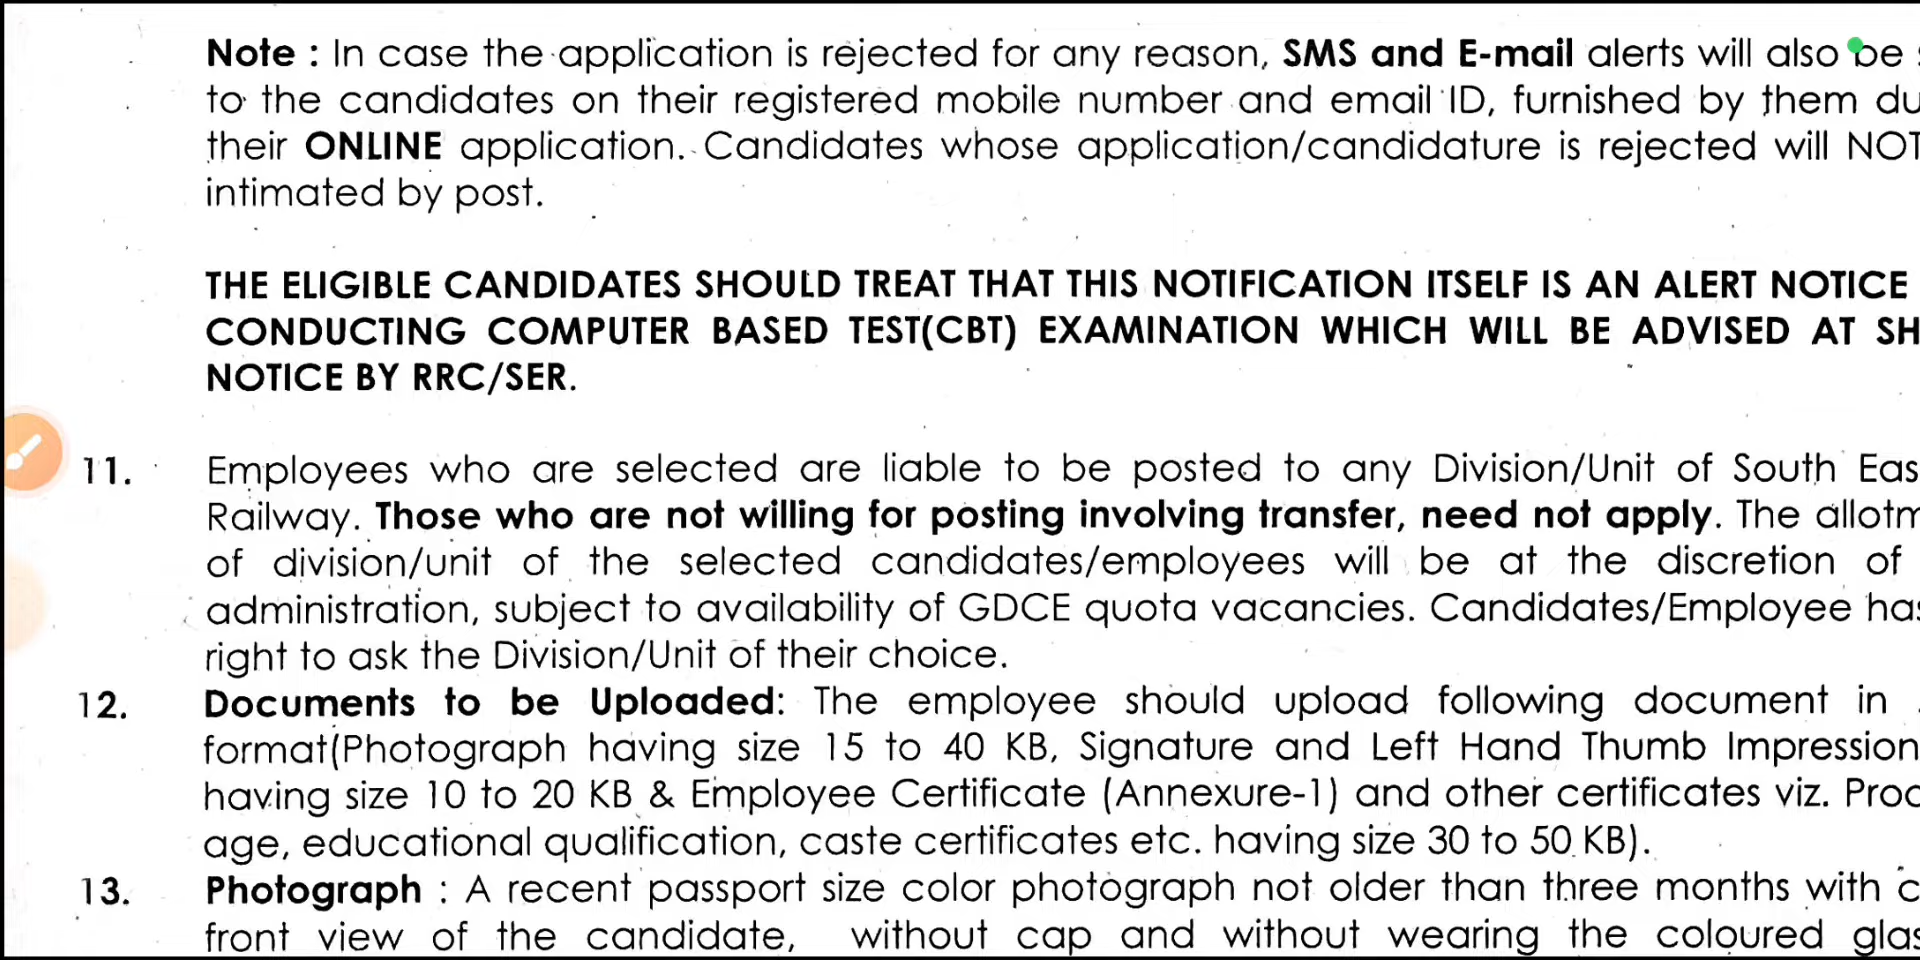 Note : In case the application is rejected for any reason, SMS and E-mail alerts will also be
to the candidates on their registered mobile number and email ID, furnished by them du
their ONLINE application. Candidates whose application/candidature is rejected will NOT
intimated by post.
THE ELIGIBLE CANDIDATES SHOULD TREAT THAT THIS NOTIFICATION ITSELF IS AN ALERT NOTICE
CONDUCTING COMPUTER BASED TEST(CBT) EXAMINATION WHICH WILL BE ADVISED AT SH
NOTICE BY RRC/SER.
11. Employees who are selected are liable to be posted to any Division/Unit of South Eas
Railway. Those who are not willing for posting involving transfer, need not apply. The allotm
of division/unit of the selected candidates/employees will be at the discretion of
administration, subject to availability of GDCE quota vacancies. Candidates/Employee has
right to ask the Division/Unit of their choice.
12. Documents to be Uploaded: The employee should upload following document in
format(Photograph having size 15 to 40 KB, Signature and Left Hand Thumb Impression
having size 10 to 20 KB & Employee Certificate (Annexure-1) and other certificates viz. Proo
age, educational qualification, caste certificates etc. having size 30 to 50 KB).
13. Photograph : A recent passport size color photograph not older than three months with c
front view of the candidate, without cap and without wearing the coloured glas